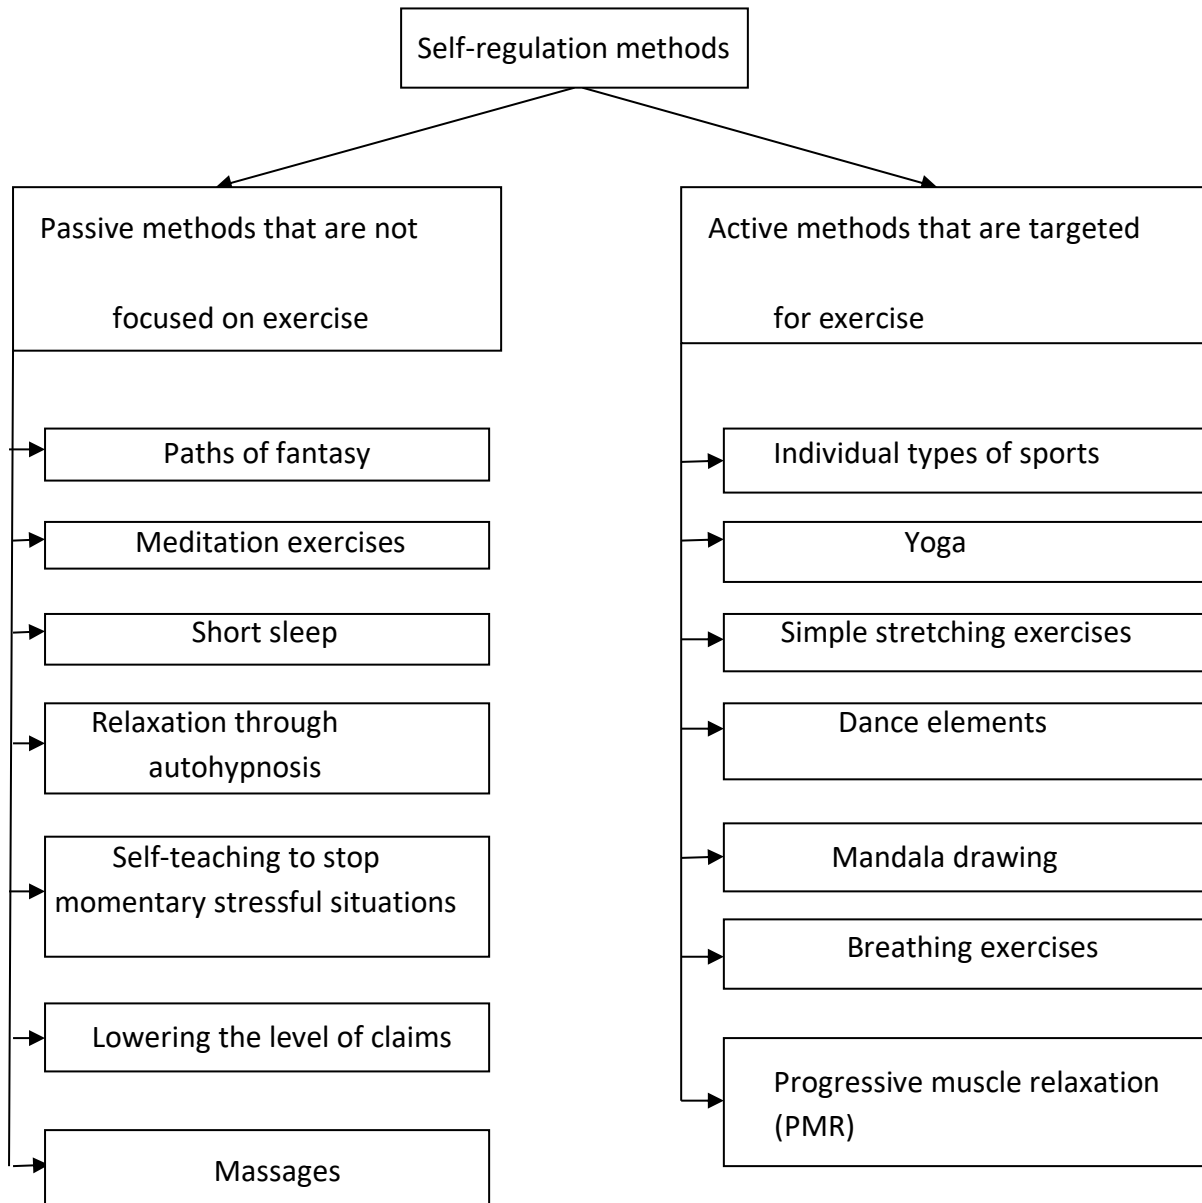 Self-regulation methods
Passive methods that are not
focused on exercise
Paths of fantasy
Meditation exercises
Short sleep
Relaxation through
autohypnosis
Self-teaching to stop
momentary stressful situations
Lowering the level of claims
Massages
Active methods that are targeted
for exercise
Individual types of sports
Yoga
Simple stretching exercises
Dance elements
Mandala drawing
Breathing exercises
Progressive muscle relaxation
(PMR)